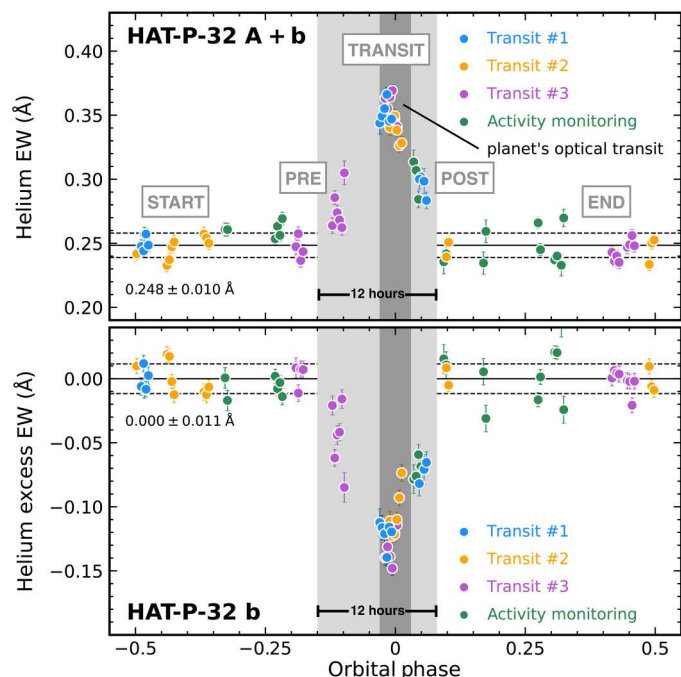 HAT-P-32 A + b
TRANSIT
Transit #1
Transit #2
Transit #3
Activity monitoring
planet's optical transit
PRE
POST
START
END
0.248 ± 0.010 Å
12 hours
Helium EW (Å)
0.40
0.35
0.30
0.25
0.20
0.00
−0.05
−0.10
−0.15
Helium excess EW (Å)
0.000 ± 0.011 Å
Transit #1
Transit #2
Transit #3
Activity monitoring
12 hours
HAT-P-32 b
−0.5 −0.25 0 0.25 0.5
Orbital phase